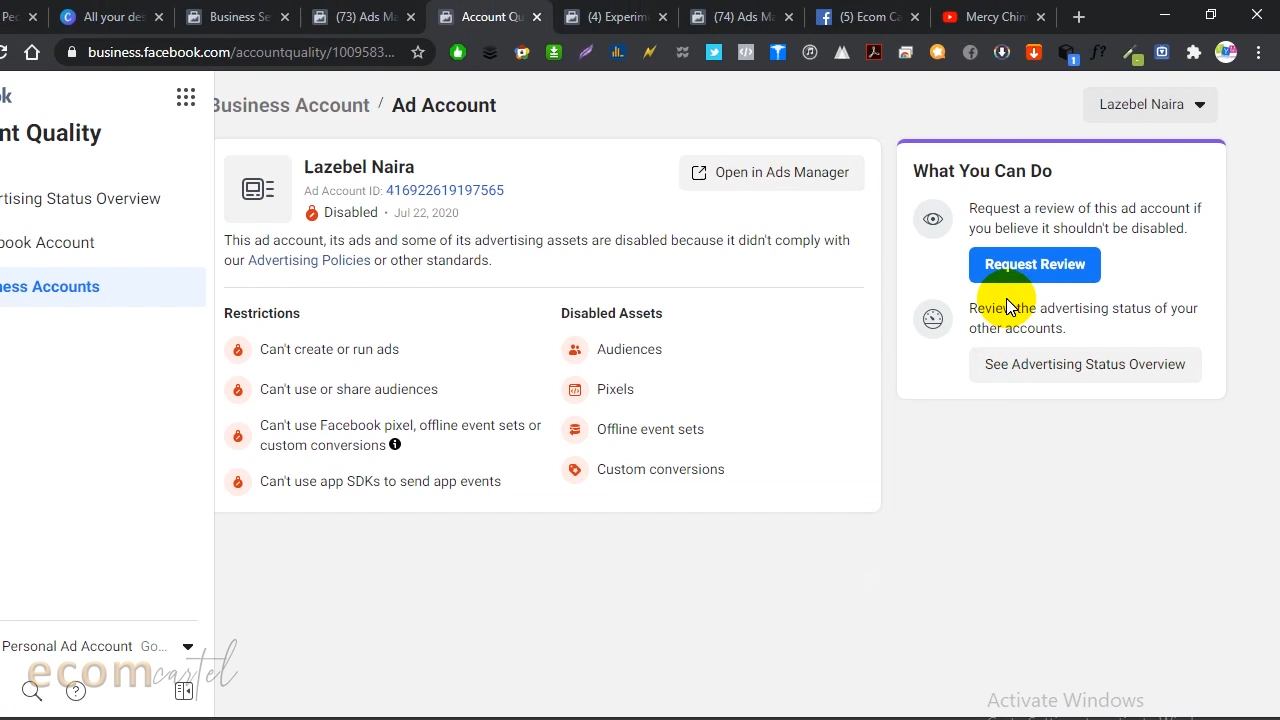 All your de
Business Se
(73) Ads Ma
Account Qu
(4) Experim
(74) Ads Ma
(5) Ecom Ca
Mercy Chin
business.facebook.com/accountquality/1009583...
k
Business Account / Ad Account
Lazebel Naira
nt Quality
rtising Status Overview
ook Account
ess Accounts
Lazebel Naira
Ad Account ID: 416922619197565
Disabled · Jul 22, 2020
Open in Ads Manager
This ad account, its ads and some of its advertising assets are disabled because it didn't comply with
our Advertising Policies or other standards.
Restrictions
Can't create or run ads
Can't use or share audiences
Can't use Facebook pixel, offline event sets or
custom conversions
Can't use app SDKs to send app events
Disabled Assets
Audiences
Pixels
Offline event sets
Custom conversions
What You Can Do
Request a review of this ad account if
you believe it shouldn't be disabled.
Request Review
Review the advertising status of your
other accounts.
See Advertising Status Overview
Personal Ad Account Go...
ecomcartel
Activate Windows